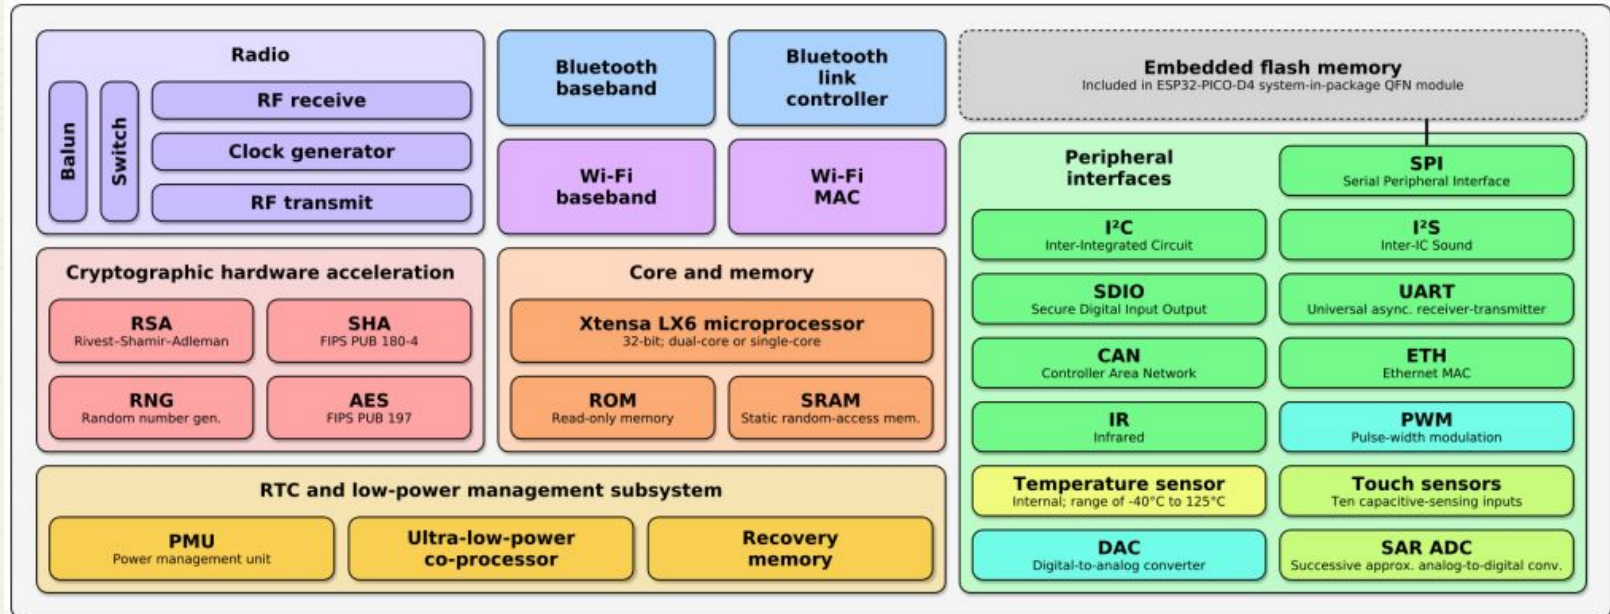 Radio
Balun
Switch
RF receive
Clock generator
RF transmit
Bluetooth
baseband
Bluetooth
link
controller
Wi-Fi
baseband
Wi-Fi
MAC
Embedded flash memory
Included in ESP32-PICO-D4 system-in-package QFN module
Cryptographic hardware acceleration
RSA
Rivest–Shamir–Adleman
SHA
FIPS PUB 180-4
RNG
Random number gen.
AES
FIPS PUB 197
Core and memory
Xtensa LX6 microprocessor
32-bit; dual-core or single-core
ROM
Read-only memory
SRAM
Static random-access mem.
RTC and low-power management subsystem
PMU
Power management unit
Ultra-low-power
co-processor
Recovery
memory
Peripheral
interfaces
SPI
Serial Peripheral Interface
I²C
Inter-Integrated Circuit
I²S
Inter-IC Sound
SDIO
Secure Digital Input Output
UART
Universal async. receiver-transmitter
CAN
Controller Area Network
ETH
Ethernet MAC
IR
Infrared
PWM
Pulse-width modulation
Temperature sensor
Internal; range of -40°C to 125°C
Touch sensors
Ten capacitive-sensing inputs
DAC
Digital-to-analog converter
SAR ADC
Successive approx. analog-to-digital conv.